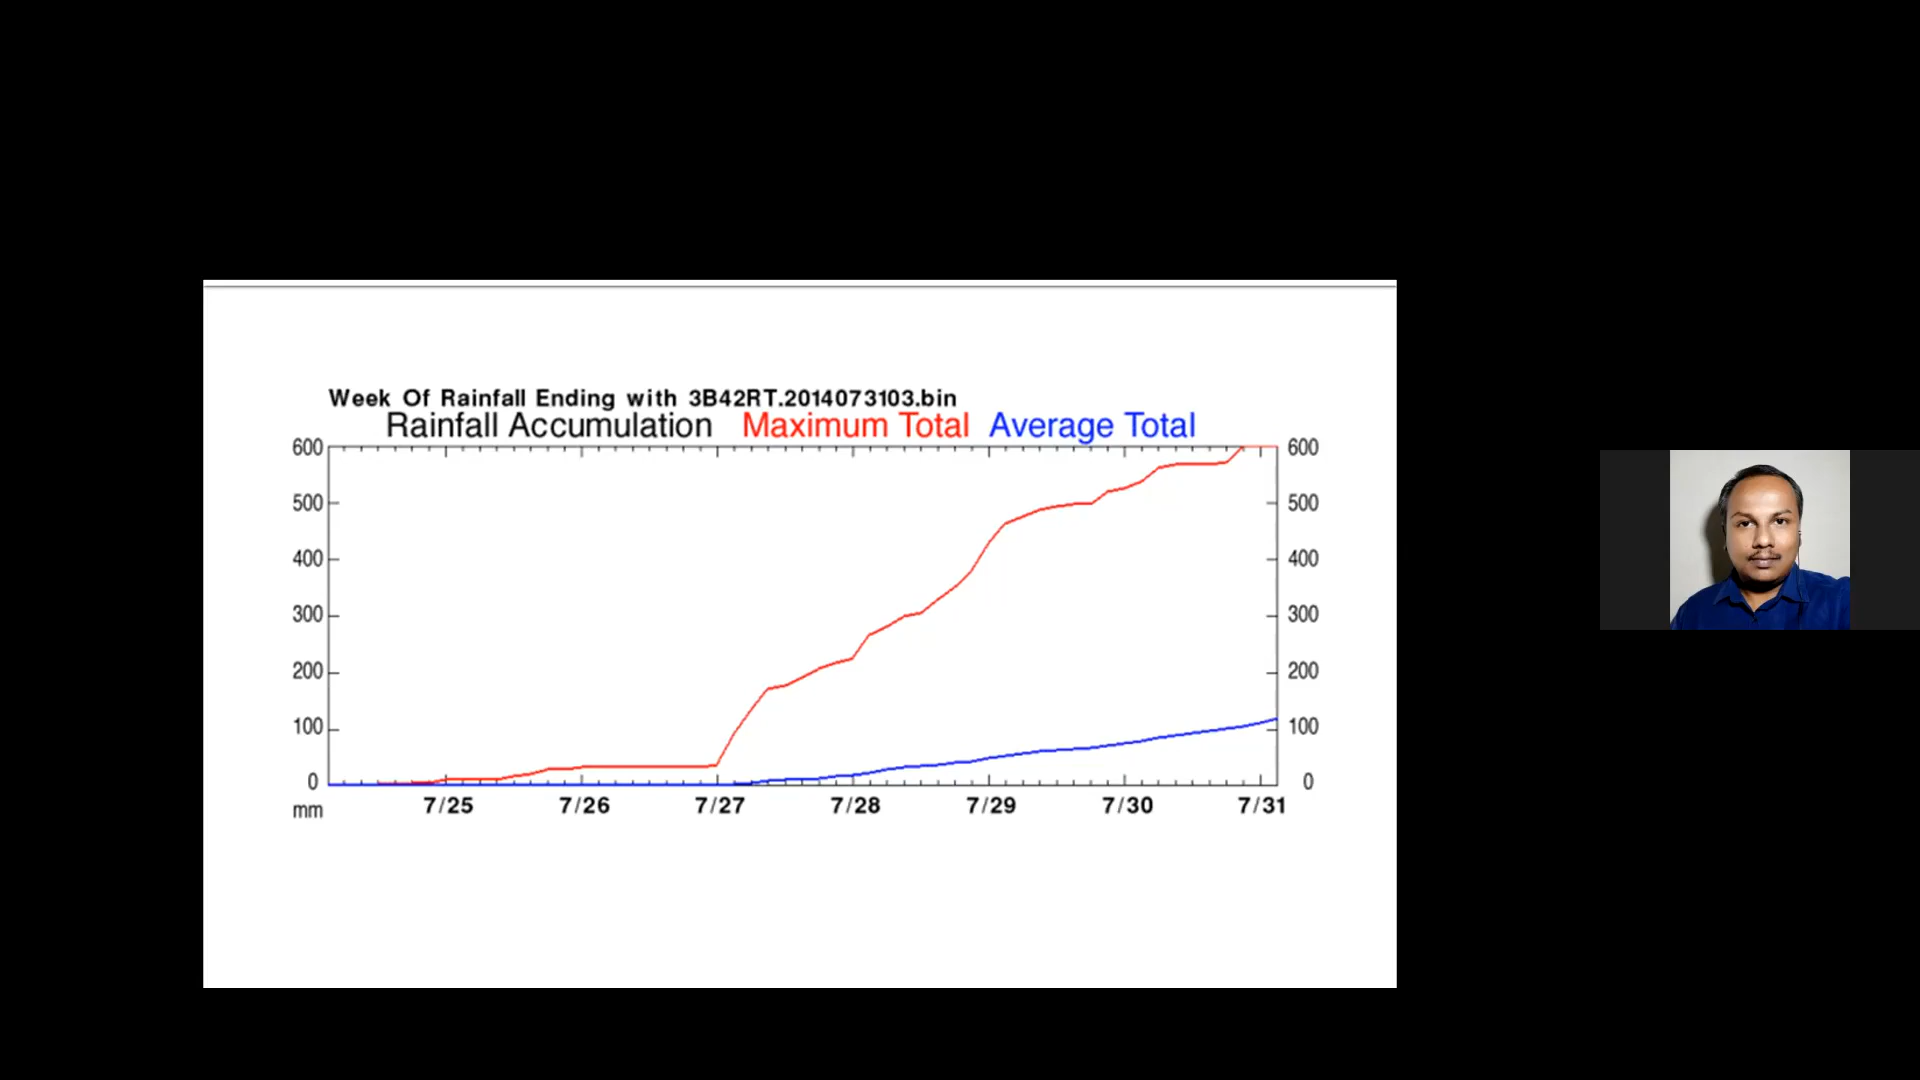 Week Of Rainfall Ending with 3B42RT.2014073103.bin
Rainfall Accumulation Maximum Total Average Total
600 600
500 500
400 400
300 300
200 200
100 100
0 0
mm 7/25 7/26 7/27 7/28 7/29 7/30 7/31